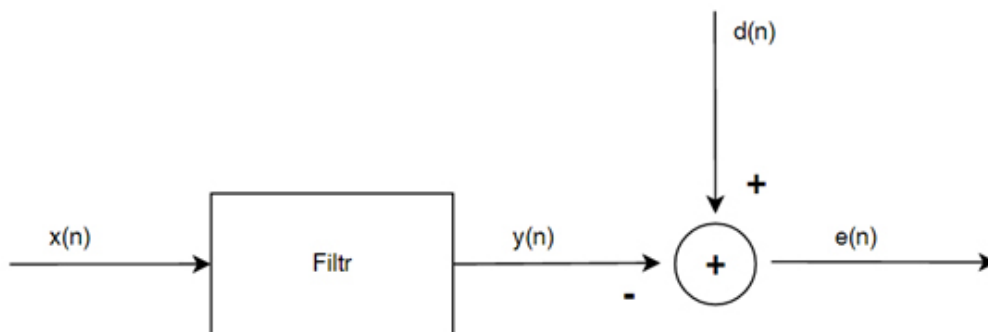 d(n)
+
x(n)
Filtr
y(n)
-
+
e(n)